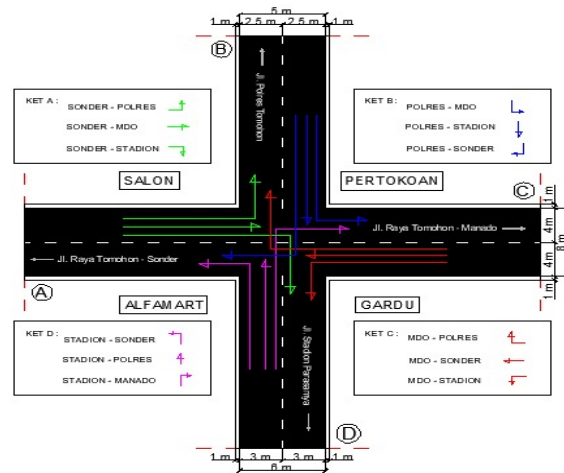 5 m
1 m 2.5 m 2.5 m 1 m
B
Jl. Polres Tomohon
KET A :
SONDER - POLRES
SONDER - MDO
SONDER - STADION
KET B :
POLRES - MDO
POLRES - STADION
POLRES - SONDER
SALON
PERTOKOAN
C
1 m
4 m
8 m
4 m
1 m
Jl. Raya Tomohon - Manado
Jl. Raya Tomohon - Sonder
A
ALFAMART
GARDU
KET D :
STADION - SONDER
STADION - POLRES
STADION - MANADO
KET C :
MDO - POLRES
MDO - SONDER
MDO - STADION
D
1 m 3 m 3 m 1 m
6 m